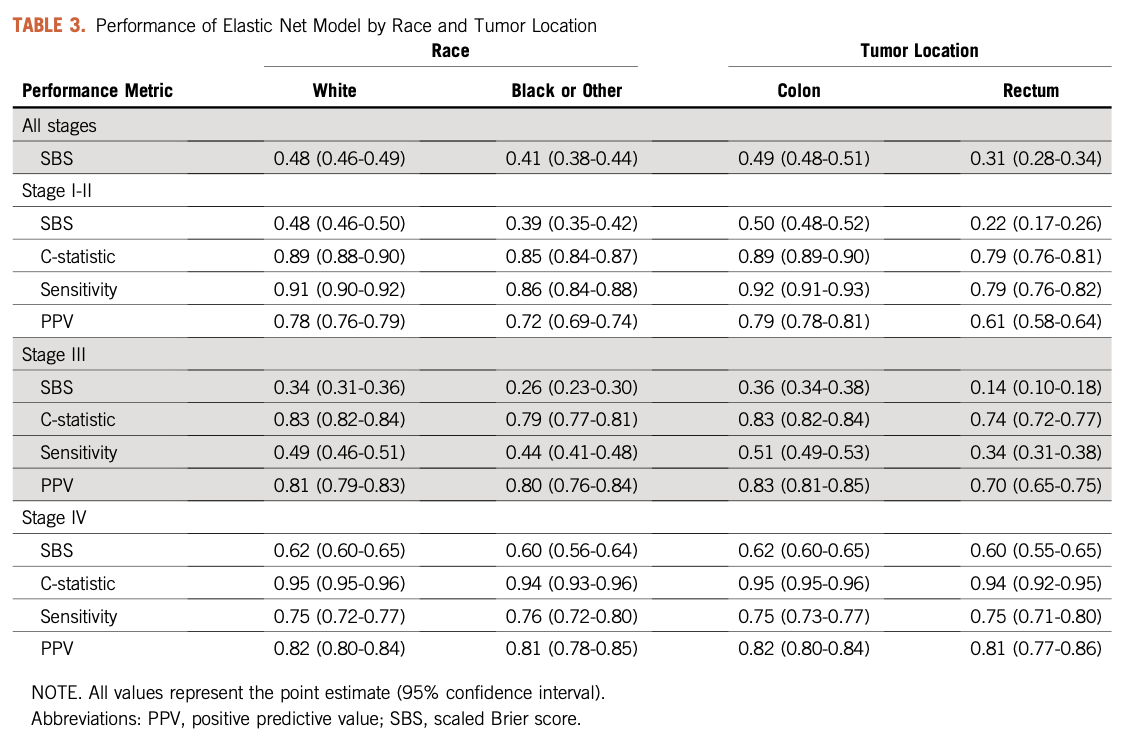 TABLE 3. Performance of Elastic Net Model by Race and Tumor Location
Race Tumor Location
Performance Metric White Black or Other Colon Rectum
All stages
SBS 0.48 (0.46-0.49) 0.41 (0.38-0.44) 0.49 (0.48-0.51) 0.31 (0.28-0.34)
Stage I-II
SBS 0.48 (0.46-0.50) 0.39 (0.35-0.42) 0.50 (0.48-0.52) 0.22 (0.17-0.26)
C-statistic 0.89 (0.88-0.90) 0.85 (0.84-0.87) 0.89 (0.89-0.90) 0.79 (0.76-0.81)
Sensitivity 0.91 (0.90-0.92) 0.86 (0.84-0.88) 0.92 (0.91-0.93) 0.79 (0.76-0.82)
PPV 0.78 (0.76-0.79) 0.72 (0.69-0.74) 0.79 (0.78-0.81) 0.61 (0.58-0.64)
Stage III
SBS 0.34 (0.31-0.36) 0.26 (0.23-0.30) 0.36 (0.34-0.38) 0.14 (0.10-0.18)
C-statistic 0.83 (0.82-0.84) 0.79 (0.77-0.81) 0.83 (0.82-0.84) 0.74 (0.72-0.77)
Sensitivity 0.49 (0.46-0.51) 0.44 (0.41-0.48) 0.51 (0.49-0.53) 0.34 (0.31-0.38)
PPV 0.81 (0.79-0.83) 0.80 (0.76-0.84) 0.83 (0.81-0.85) 0.70 (0.65-0.75)
Stage IV
SBS 0.62 (0.60-0.65) 0.60 (0.56-0.64) 0.62 (0.60-0.65) 0.60 (0.55-0.65)
C-statistic 0.95 (0.95-0.96) 0.94 (0.93-0.96) 0.95 (0.95-0.96) 0.94 (0.92-0.95)
Sensitivity 0.75 (0.72-0.77) 0.76 (0.72-0.80) 0.75 (0.73-0.77) 0.75 (0.71-0.80)
PPV 0.82 (0.80-0.84) 0.81 (0.78-0.85) 0.82 (0.80-0.84) 0.81 (0.77-0.86)
NOTE. All values represent the point estimate (95% confidence interval).
Abbreviations: PPV, positive predictive value; SBS, scaled Brier score.